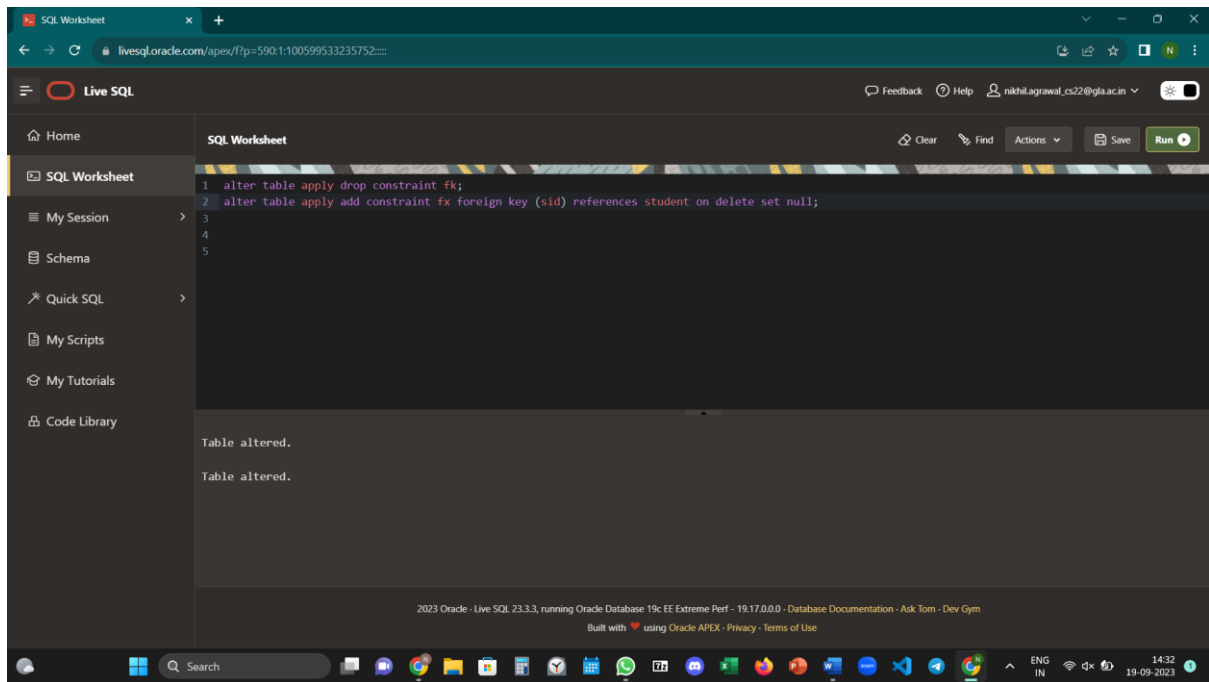 SQL Worksheet
livesql.oracle.com/apex/f?p=590:1:100599533235752:::::
N
Live SQL
Feedback
Help
nikhil.agrawal_cs22@gla.ac.in
Home
SQL Worksheet
Clear
Find
Actions
Save
Run
SQL Worksheet
My Session
Schema
Quick SQL
My Scripts
My Tutorials
Code Library
1 alter table apply drop constraint fk;
2 alter table apply add constraint fx foreign key (sid) references student on delete set null;
3
4
5
Table altered.
Table altered.
2023 Oracle · Live SQL 23.3.3, running Oracle Database 19c EE Extreme Perf - 19.17.0.0.0 · Database Documentation · Ask Tom · Dev Gym
Built with ❤ using Oracle APEX · Privacy · Terms of Use
Search
ENG
IN
14:32
19-09-2023
1